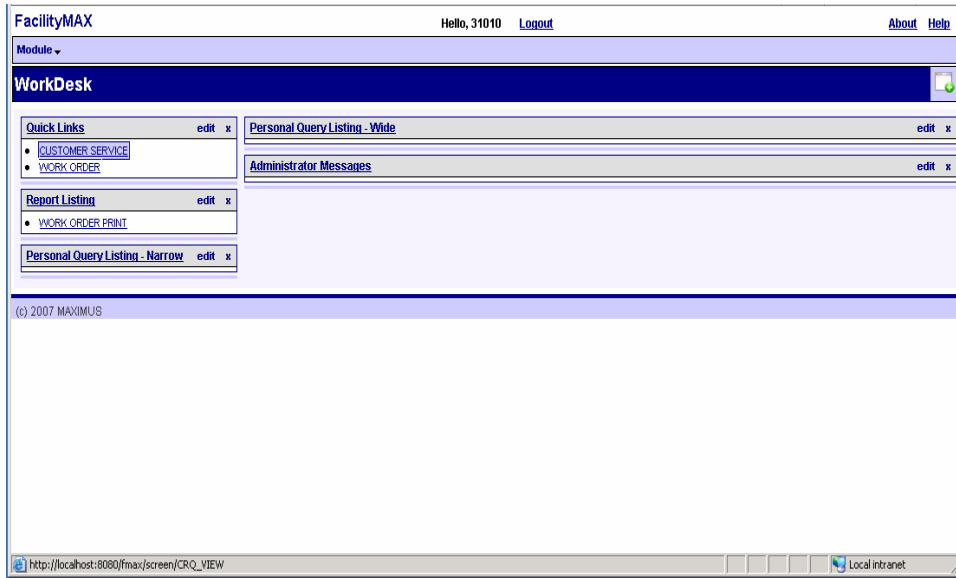 FacilityMAX Hello, 31010 Logout About Help
Module
WorkDesk
Quick Links edit x
CUSTOMER SERVICE
WORK ORDER
Report Listing edit x
WORK ORDER PRINT
Personal Query Listing - Narrow edit x
Personal Query Listing - Wide edit x
Administrator Messages edit x
(c) 2007 MAXIMUS
http://localhost:8080/fmax/screen/CRQ_VIEW Local intranet